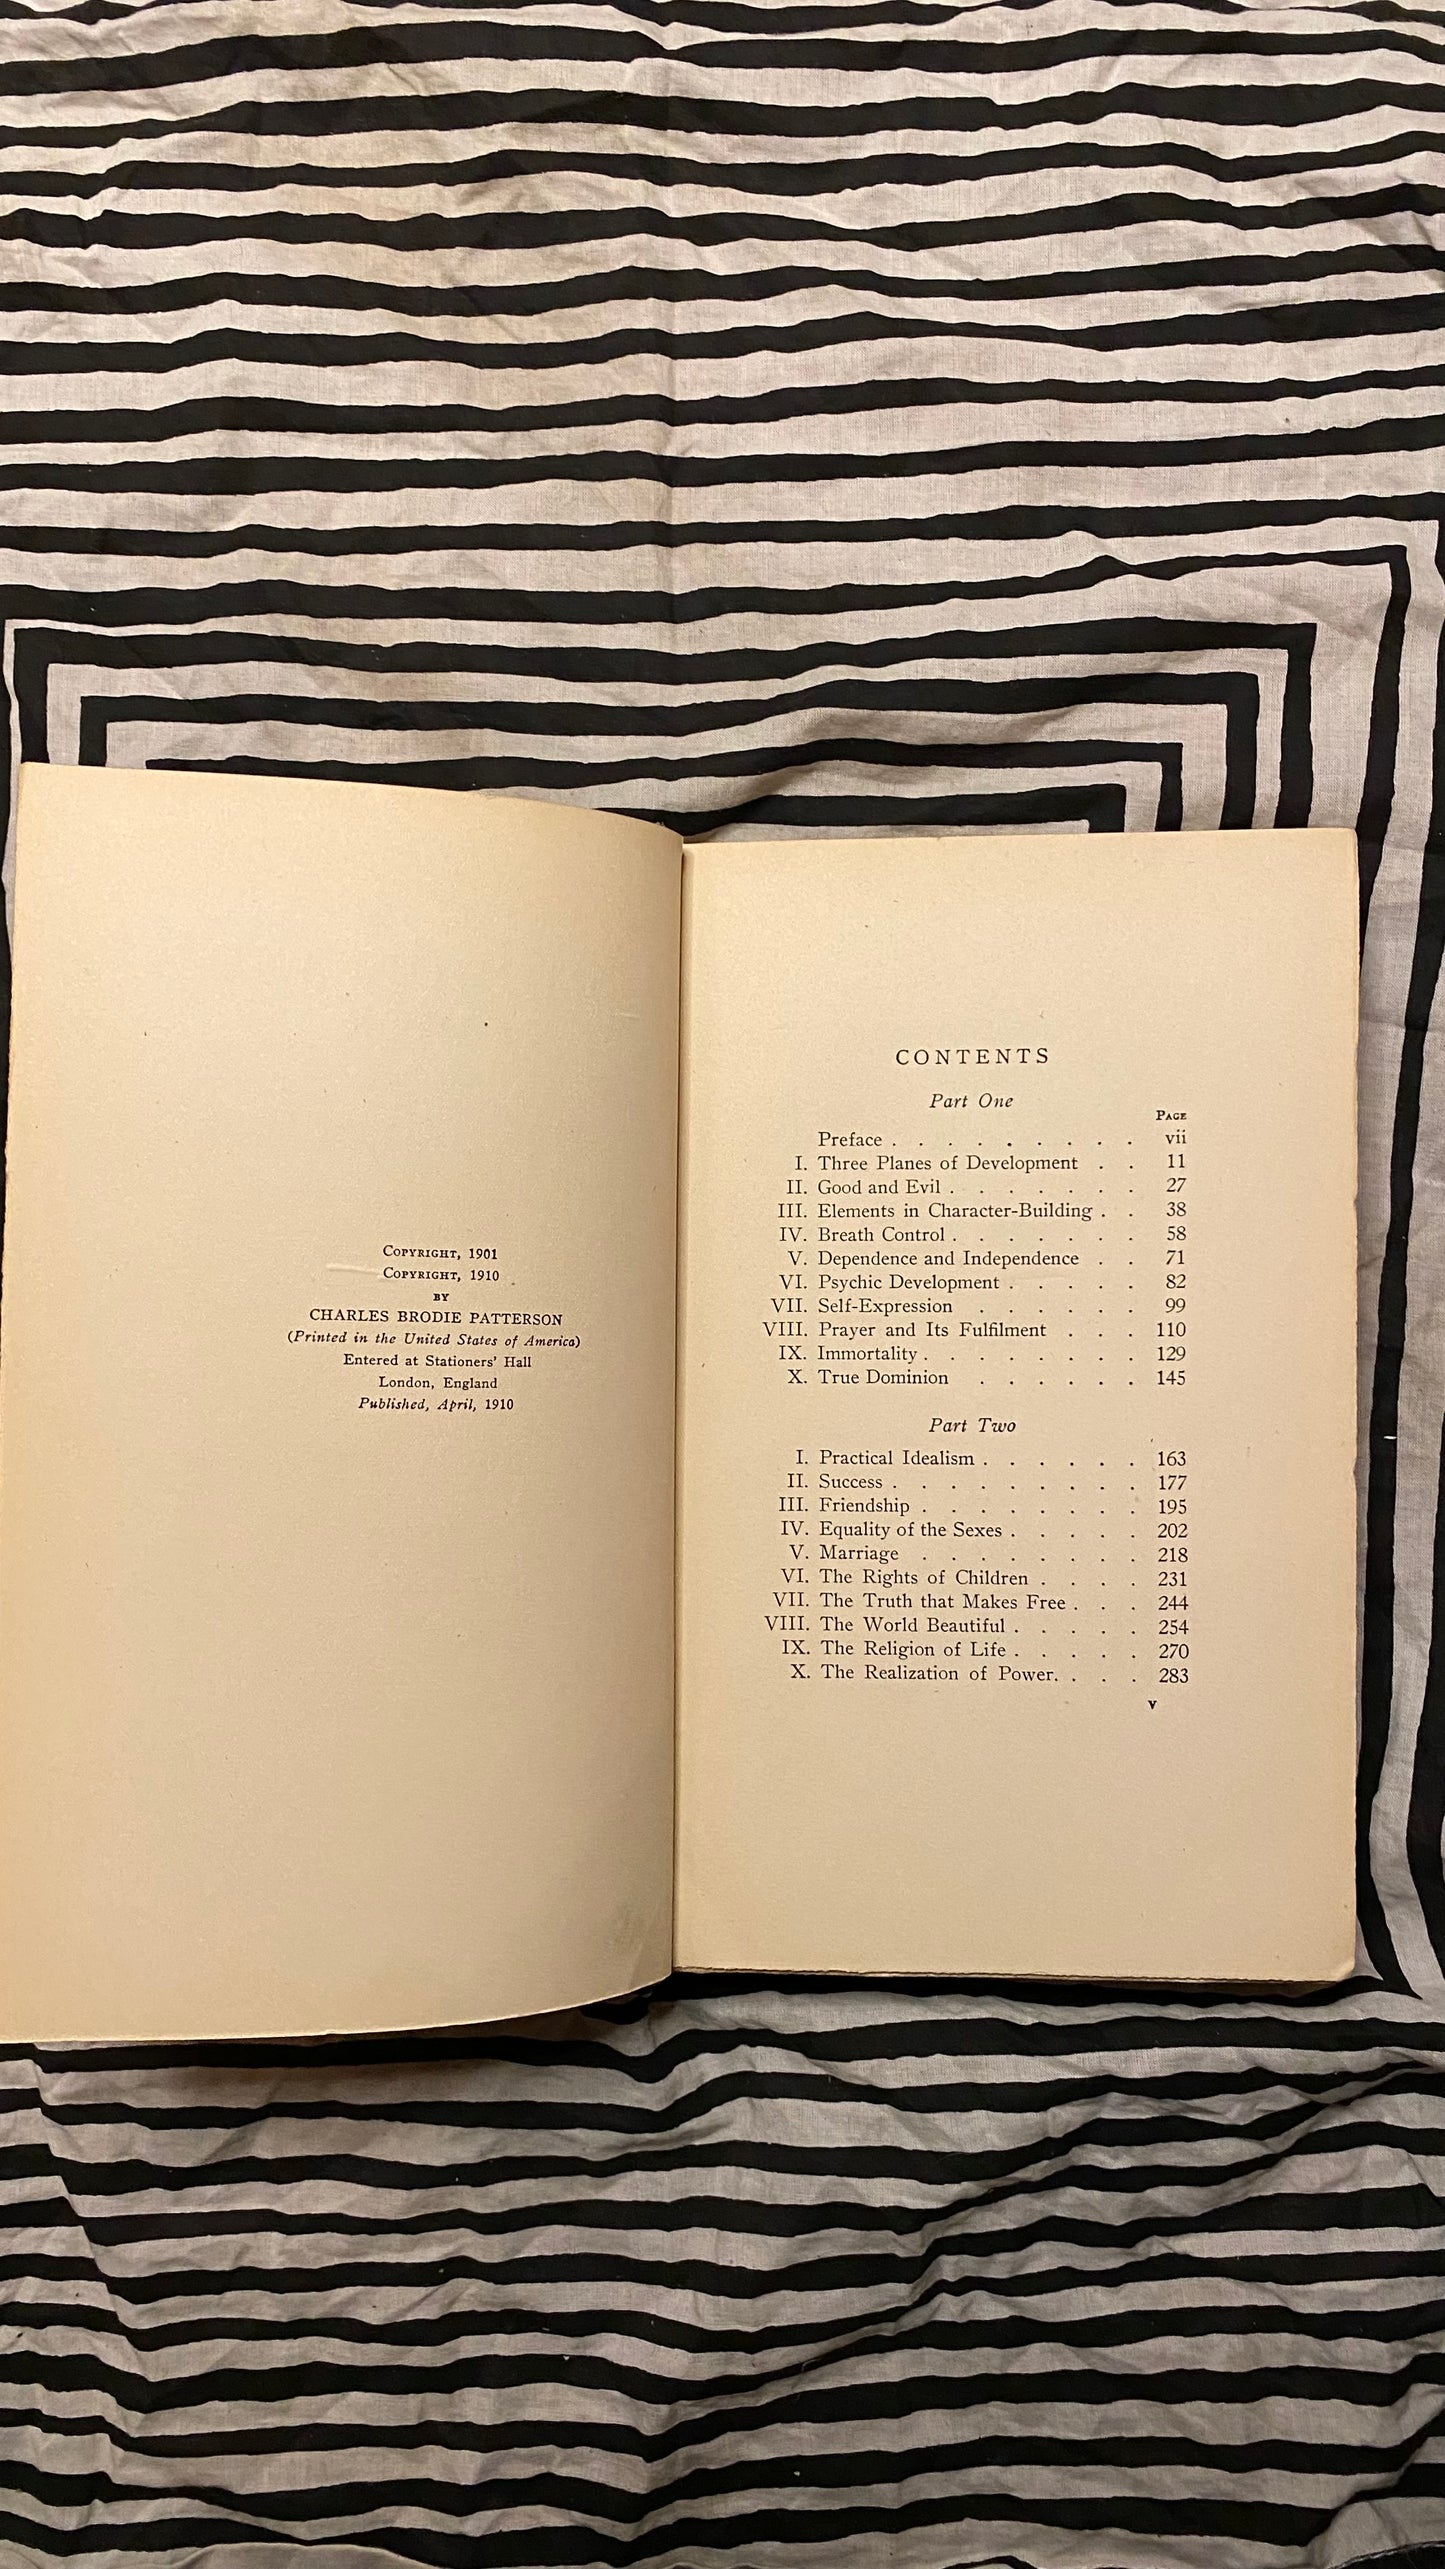 COPYRIGHT, 1901
COPYRIGHT, 1910
BY
CHARLES BRODIE PATTERSON
(Printed in the United States of America)
Entered at Stationers' Hall
London, England
Published, April, 1910
CONTENTS
Part One
PAGE
Preface . . . . . . . . . vii
I. Three Planes of Development . . 11
II. Good and Evil . . . . . . . 27
III. Elements in Character-Building . . 38
IV. Breath Control . . . . . . . 58
V. Dependence and Independence . . 71
VI. Psychic Development . . . . . 82
VII. Self-Expression . . . . . . 99
VIII. Prayer and Its Fulfilment . . . 110
IX. Immortality . . . . . . . . 129
X. True Dominion . . . . . . 145
Part Two
I. Practical Idealism . . . . . . 163
II. Success . . . . . . . . . 177
III. Friendship . . . . . . . . 195
IV. Equality of the Sexes . . . . . 202
V. Marriage . . . . . . . . 218
VI. The Rights of Children . . . . 231
VII. The Truth that Makes Free . . . 244
VIII. The World Beautiful . . . . . 254
IX. The Religion of Life . . . . . 270
X. The Realization of Power. . . . 283
v